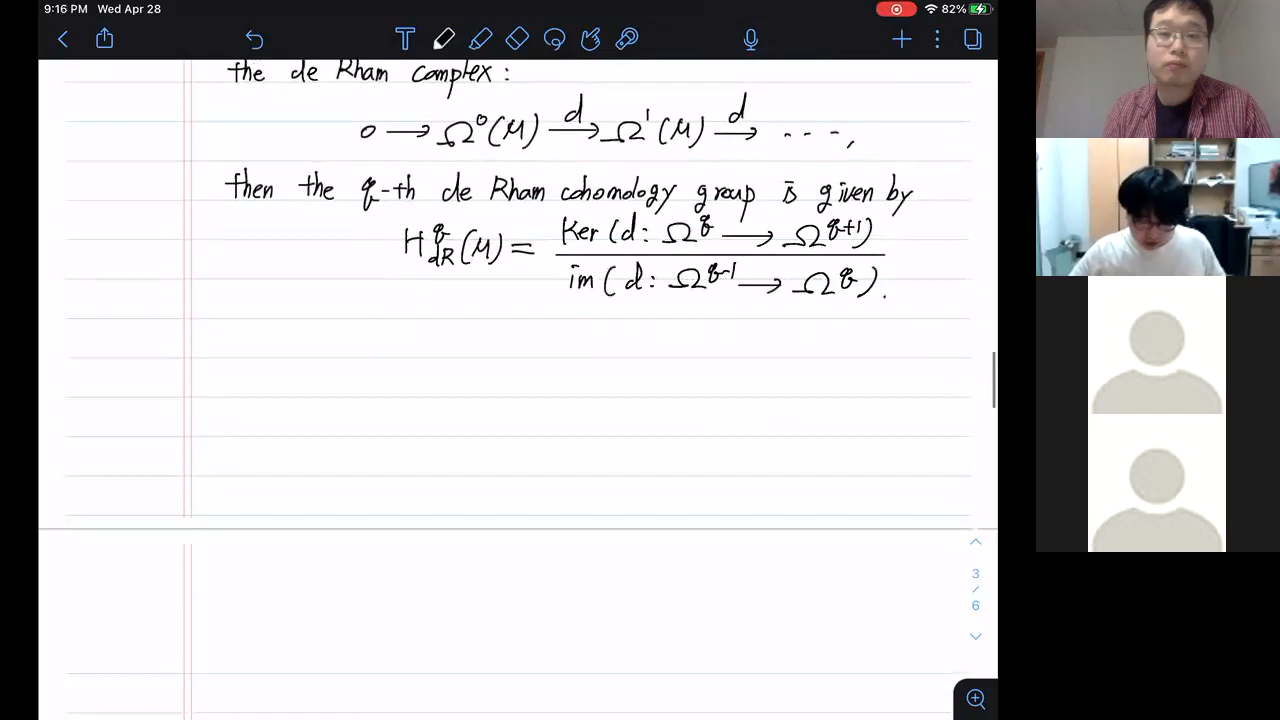 9:16 PM Wed Apr 28
82%
the de Rham complex:
0 ⟶ Ω⁰(M) —d⟶ Ω¹(M) —d⟶ ⋯,
then the q-th de Rham cohomology group is given by
H^q_dR(M) = Ker(d: Ω^q ⟶ Ω^{q+1}) / im(d: Ω^{q-1} ⟶ Ω^q).
3
/
6